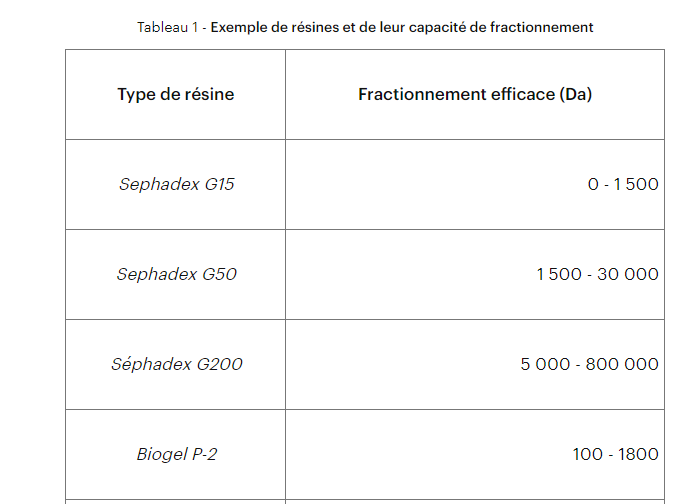 Tableau 1 - Exemple de résines et de leur capacité de fractionnement
Type de résine
Fractionnement efficace (Da)
Sephadex G15
0 - 1 500
Sephadex G50
1 500 - 30 000
Séphadex G200
5 000 - 800 000
Biogel P-2
100 - 1800